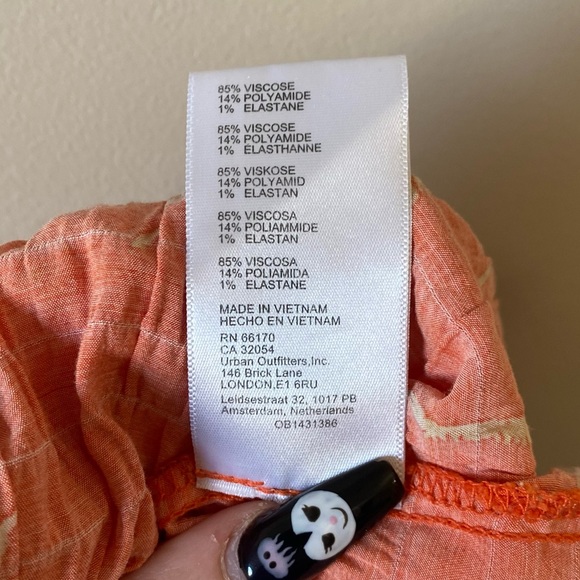 85% VISCOSE
14% POLYAMIDE
1% ELASTANE
85% VISCOSE
14% POLYAMIDE
1% ELASTHANNE
85% VISKOSE
14% POLYAMID
1% ELASTAN
85% VISCOSA
14% POLIAMMIDE
1% ELASTAN
85% VISCOSA
14% POLIAMIDA
1% ELASTANE
MADE IN VIETNAM
HECHO EN VIETNAM
RN 66170
CA 32054
Urban Outfitters,Inc.
146 Brick Lane
LONDON,E1 6RU
Leidsestraat 32, 1017 PB
Amsterdam, Netherlands
OB1431386